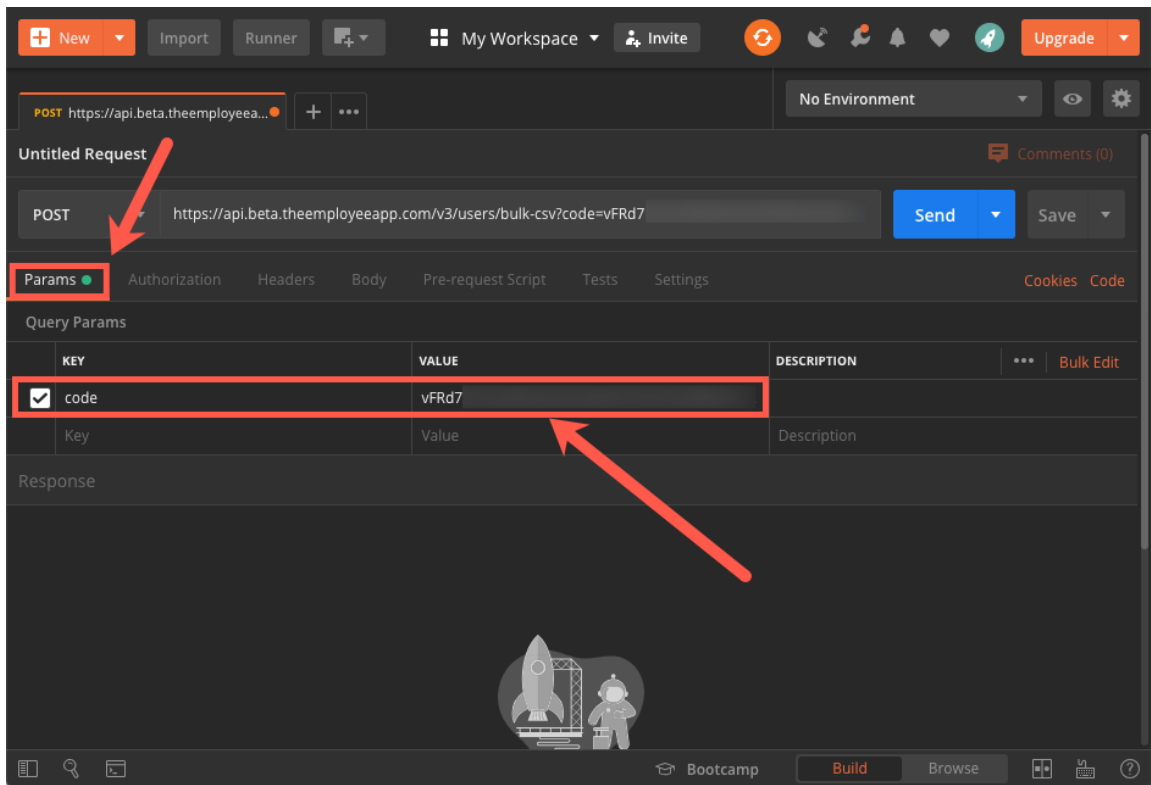 New Import Runner My Workspace Invite Upgrade
POST https://api.beta.theemployeea... + ••• No Environment
Untitled Request Comments (0)
POST https://api.beta.theemployeeapp.com/v3/users/bulk-csv?code=vFRd7 Send Save
Params Authorization Headers Body Pre-request Script Tests Settings Cookies Code
Query Params
KEY VALUE DESCRIPTION ••• Bulk Edit
code vFRd7
Key Value Description
Response
Bootcamp Build Browse